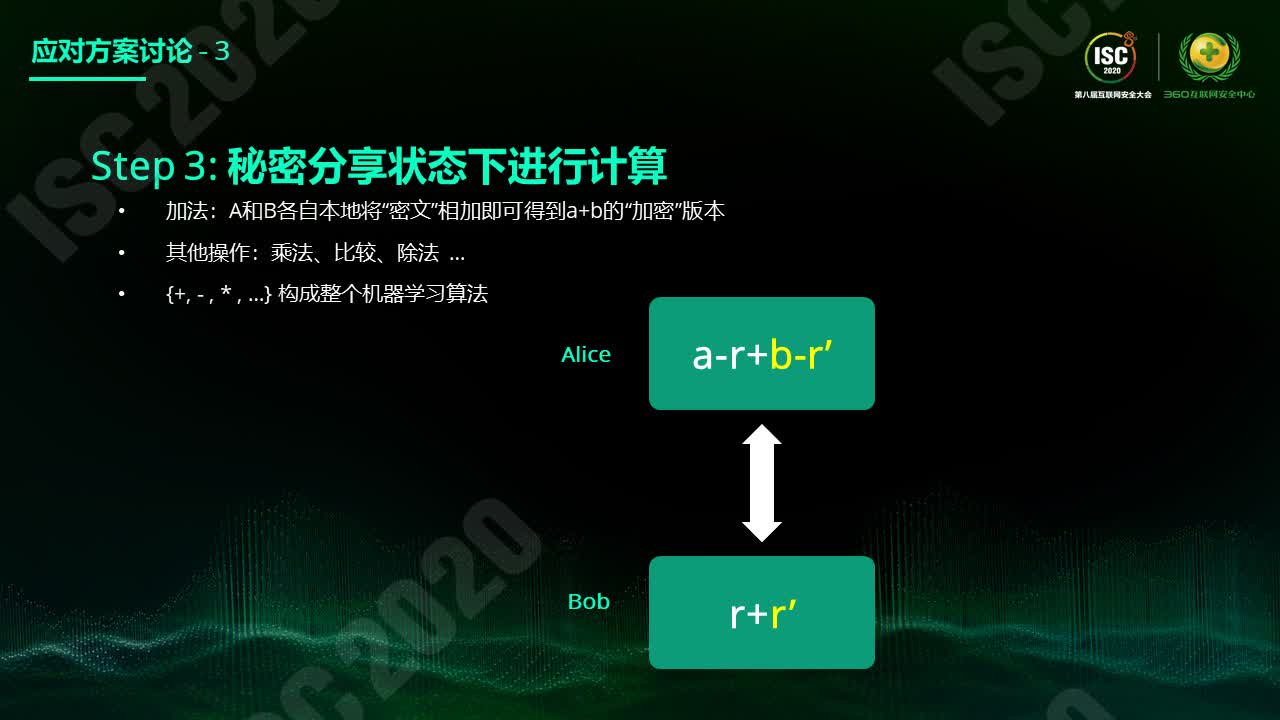 应对方案讨论 - 3
ISC
2020
第八届互联网安全大会
360互联网安全中心
Step 3: 秘密分享状态下进行计算
• 加法：A和B各自本地将“密文”相加即可得到a+b的“加密”版本
• 其他操作：乘法、比较、除法 ...
• {+, - , * , ...} 构成整个机器学习算法
Alice
a-r+b-r’
Bob
r+r’
ISC2020
ISC2020
ISC2020